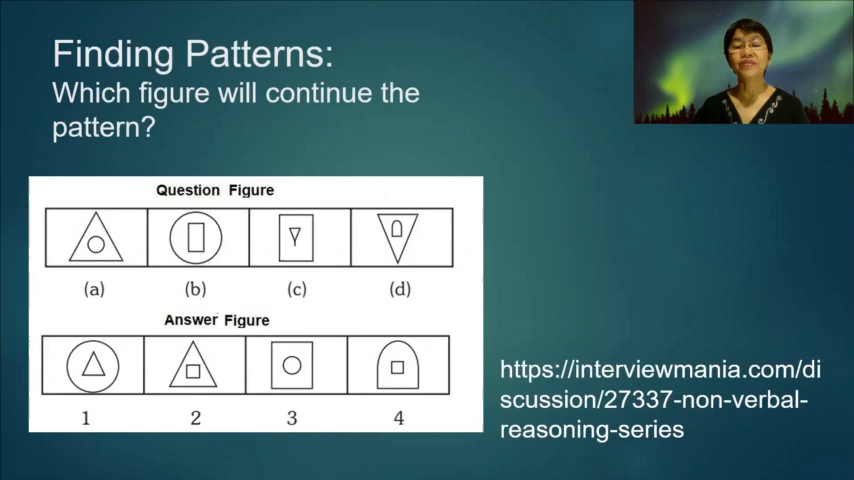 Finding Patterns:
Which figure will continue the
pattern?
Question Figure
(a) (b) (c) (d)
Answer Figure
1 2 3 4
https://interviewmania.com/di
scussion/27337-non-verbal-
reasoning-series